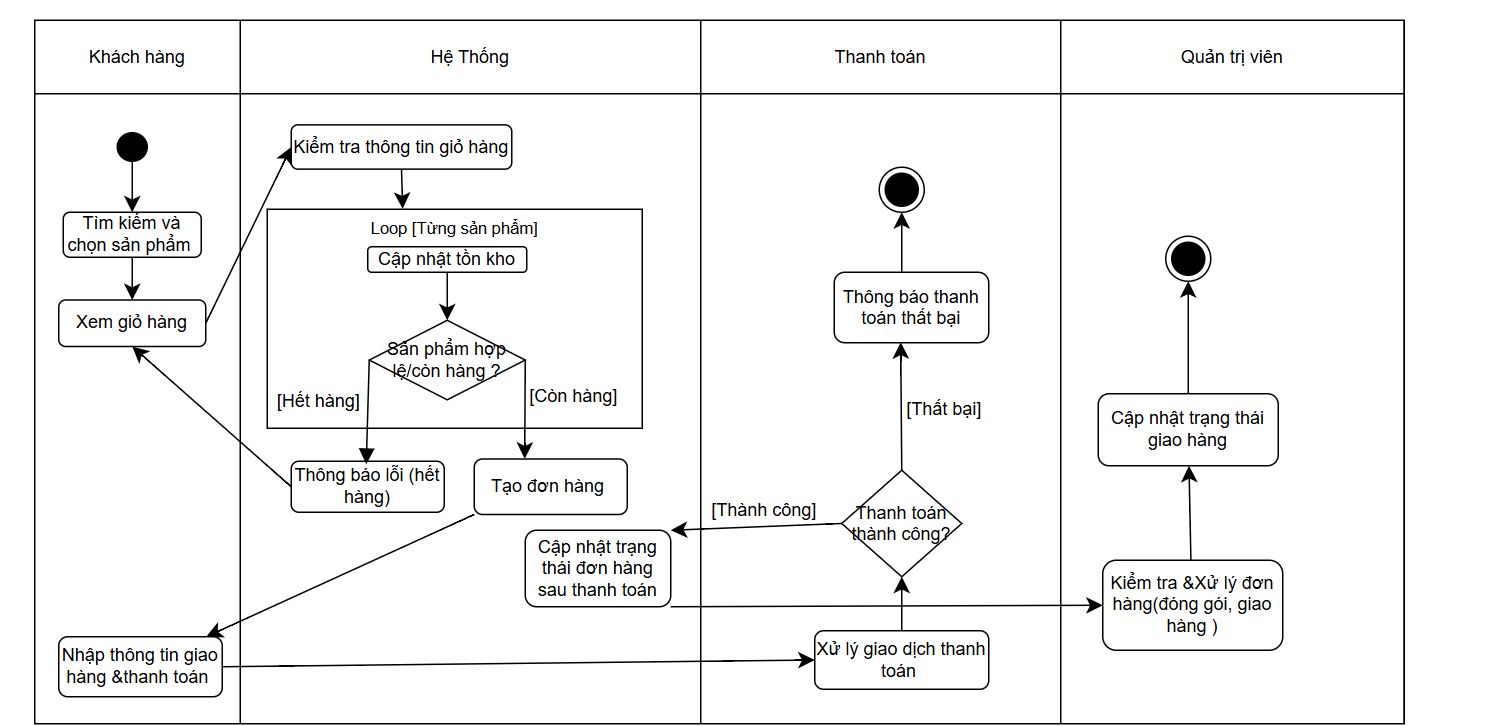 Khách hàng
Hệ Thống
Thanh toán
Quản trị viên
Tìm kiếm và
chọn sản phẩm
Xem giỏ hàng
Kiểm tra thông tin giỏ hàng
Loop [Từng sản phẩm]
Cập nhật tồn kho
Sản phẩm hợp
lệ/còn hàng ?
[Hết hàng]
[Còn hàng]
Thông báo lỗi (hết
hàng)
Tạo đơn hàng
Nhập thông tin giao
hàng &thanh toán
Xử lý giao dịch thanh
toán
Thanh toán
thành công?
[Thành công]
[Thất bại]
Thông báo thanh
toán thất bại
Cập nhật trạng
thái đơn hàng
sau thanh toán
Kiểm tra &Xử lý đơn
hàng(đóng gói, giao
hàng )
Cập nhật trạng thái
giao hàng